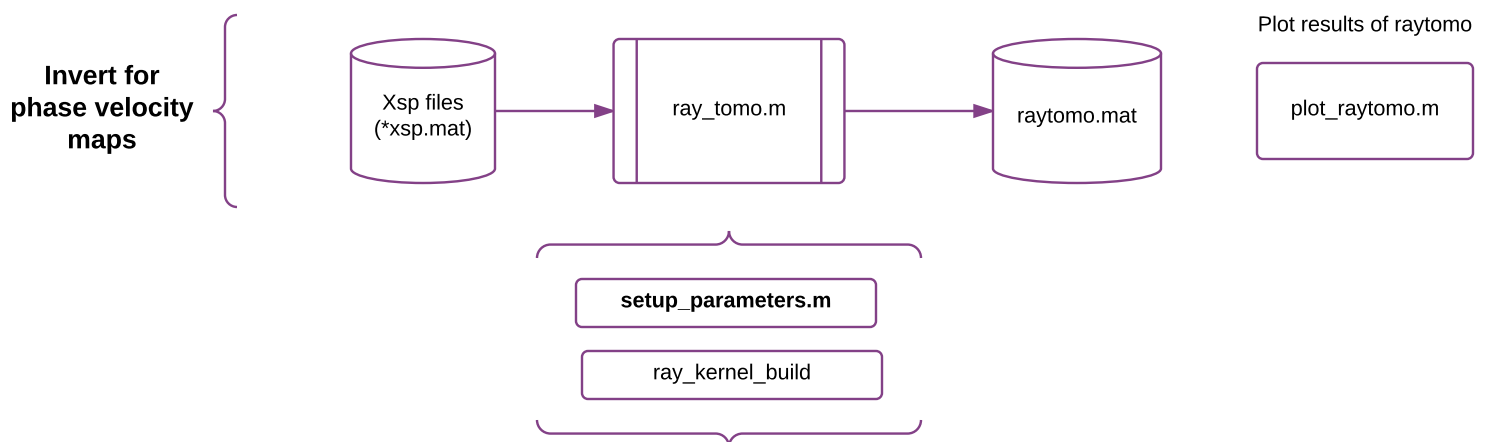 Invert for
phase velocity
maps
Xsp files
(*xsp.mat)
ray_tomo.m
raytomo.mat
Plot results of raytomo
plot_raytomo.m
setup_parameters.m
ray_kernel_build